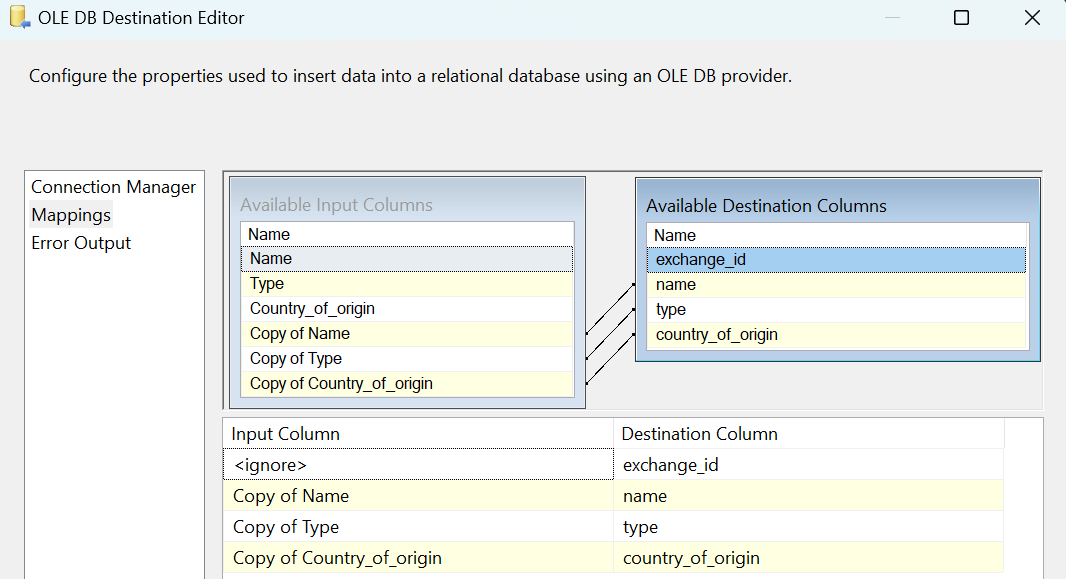 OLE DB Destination Editor
Configure the properties used to insert data into a relational database using an OLE DB provider.
Connection Manager
Mappings
Error Output
Available Input Columns
Name
Name
Type
Country_of_origin
Copy of Name
Copy of Type
Copy of Country_of_origin
Available Destination Columns
Name
exchange_id
name
type
country_of_origin
Input Column Destination Column
<ignore> exchange_id
Copy of Name name
Copy of Type type
Copy of Country_of_origin country_of_origin